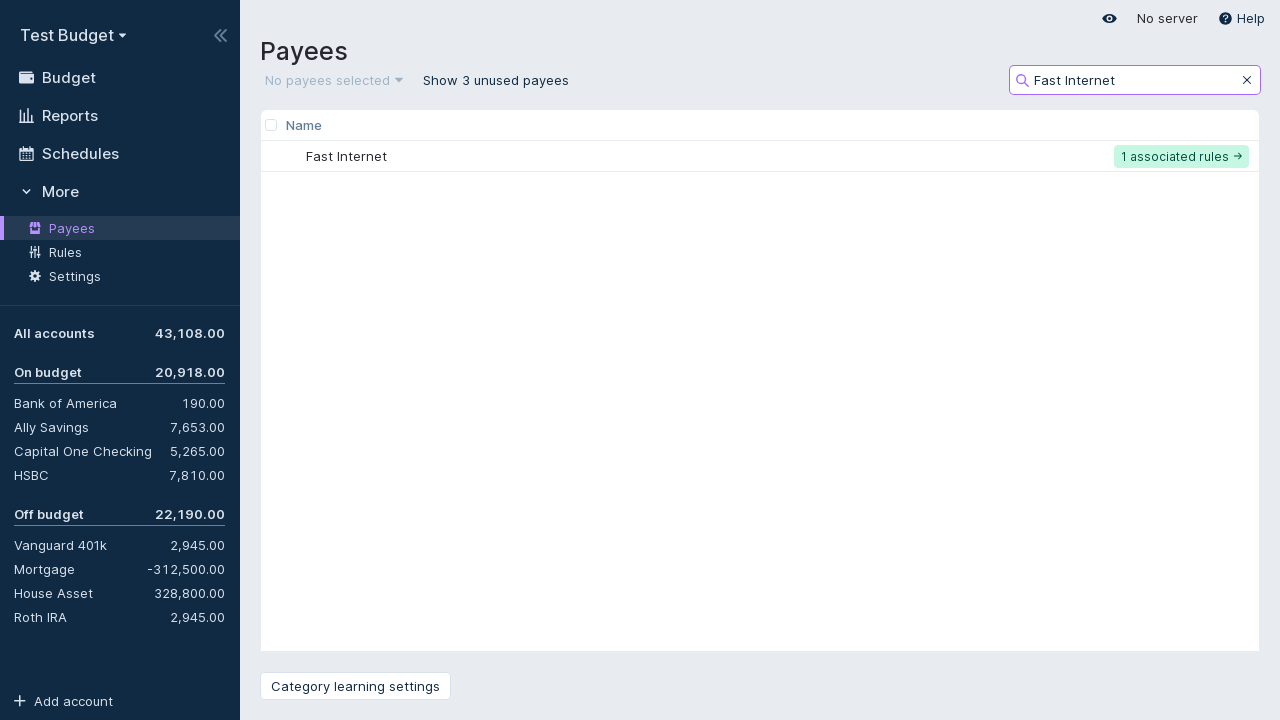 Test Budget
Budget
Reports
Schedules
More
Payees
Rules
Settings
All accounts 43,108.00
On budget 20,918.00
Bank of America 190.00
Ally Savings 7,653.00
Capital One Checking 5,265.00
HSBC 7,810.00
Off budget 22,190.00
Vanguard 401k 2,945.00
Mortgage -312,500.00
House Asset 328,800.00
Roth IRA 2,945.00
Add account
No server Help
Payees
No payees selected Show 3 unused payees Fast Internet
Name
Fast Internet 1 associated rules
Category learning settings